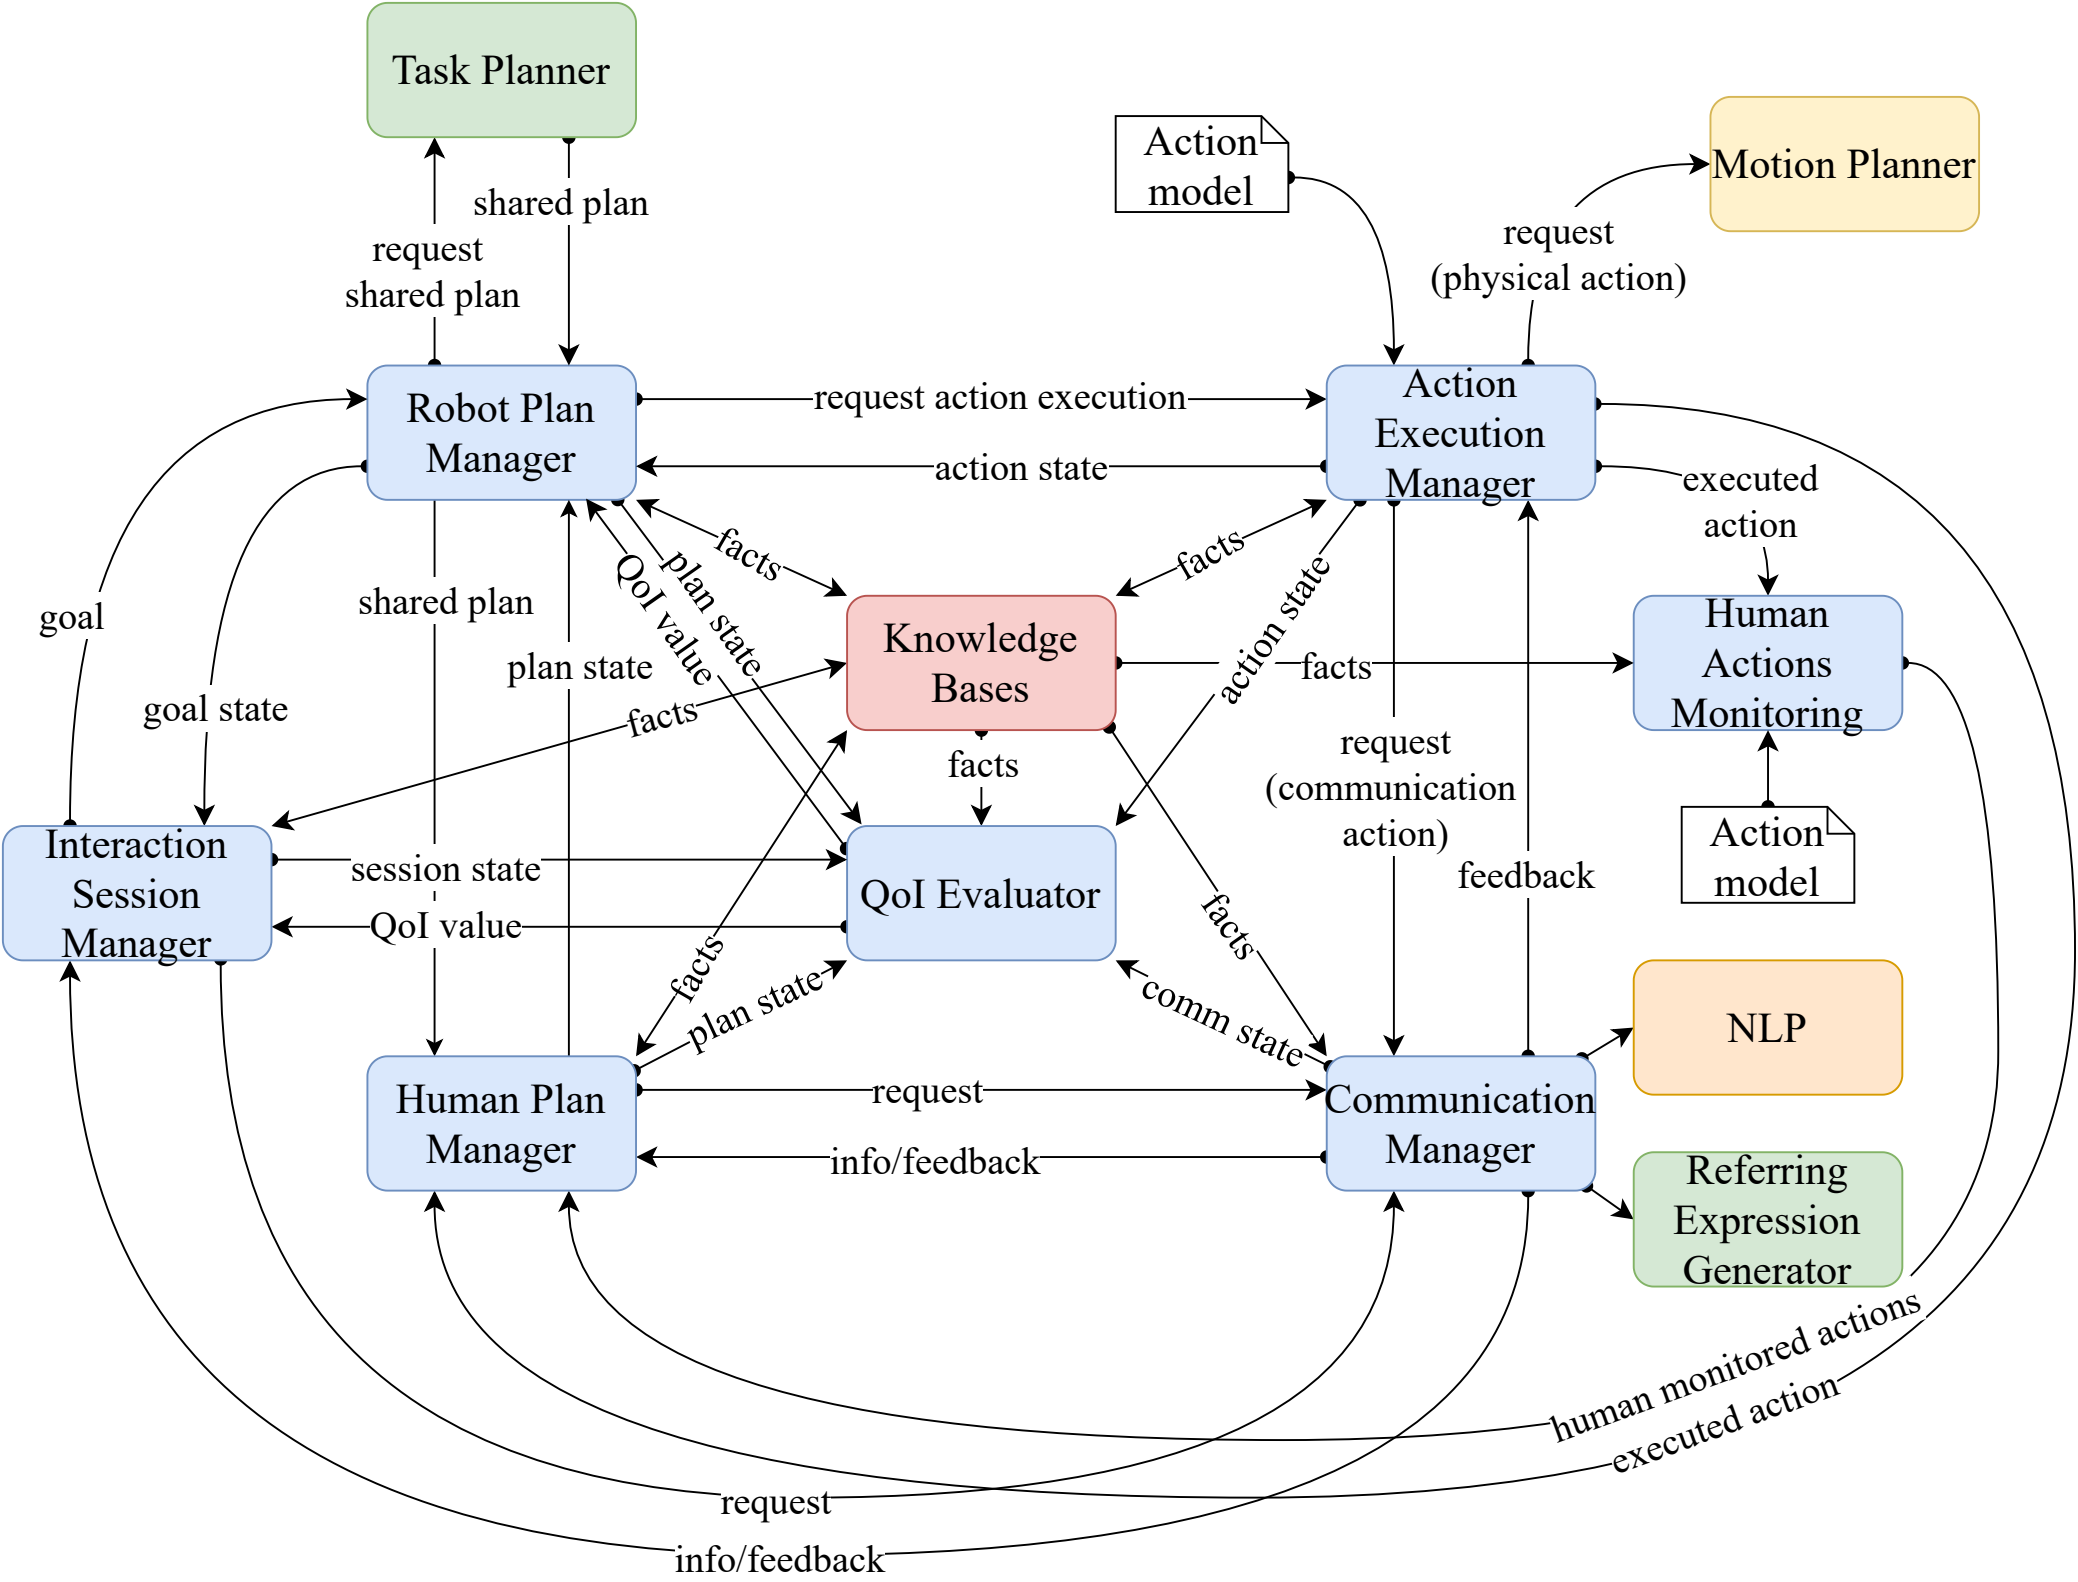 Task Planner
Action
model
Motion Planner
shared plan
request
shared plan
request
(physical action)
Robot Plan
Manager
request action execution
action state
Action
Execution
Manager
executed
action
facts
facts
plan state
QoI value
action state
goal
shared plan
plan state
goal state
facts
Knowledge
Bases
facts
Human
Actions
Monitoring
facts
request
(communication
action)
Action
model
feedback
Interaction
Session
Manager
session state
QoI value
QoI Evaluator
facts
facts
plan state
comm state
NLP
Human Plan
Manager
request
info/feedback
Communication
Manager
Referring
Expression
Generator
human monitored actions
executed action
request
info/feedback